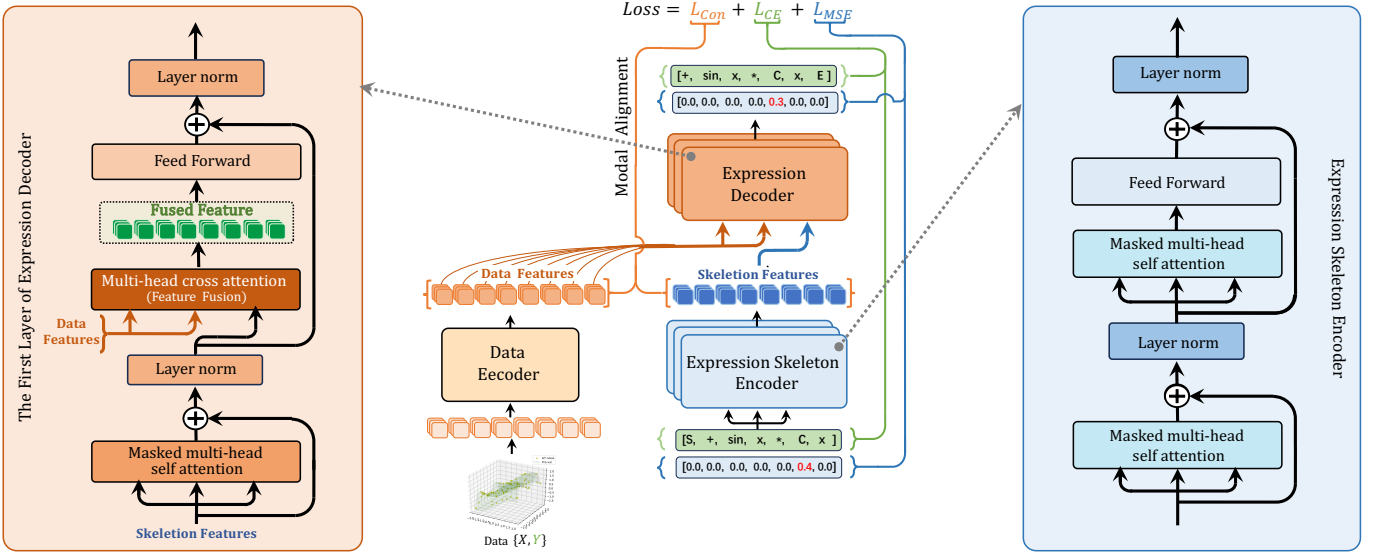 The First Layer of Expression Decoder
Layer norm
Feed Forward
Fused Feature
Multi-head cross attention
(Feature Fusion)
Data
Features
Layer norm
Masked multi-head
self attention
Skeletion Features
Loss = L_Con + L_CE + L_MSE
Modal Alignment
[+, sin, x, *, C, x, E ]
[0.0, 0.0, 0.0, 0.0, 0.3, 0.0, 0.0]
Expression
Decoder
Data Features
Skeletion Features
Data
Eecoder
Expression Skeletion
Encoder
[S, +, sin, x, *, C, x ]
[0.0, 0.0, 0.0, 0.0, 0.0, 0.4, 0.0]
Data {X, Y}
Layer norm
Feed Forward
Masked multi-head
self attention
Layer norm
Masked multi-head
self attention
Expression Skeletion Encoder